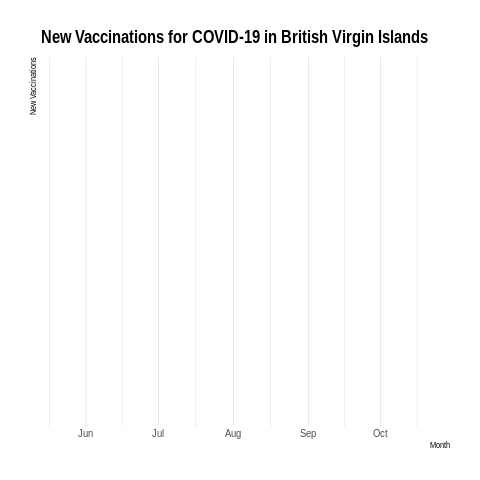 New Vaccinations for COVID-19 in British Virgin Islands
New Vaccinations
Jun Jul Aug Sep Oct
Month